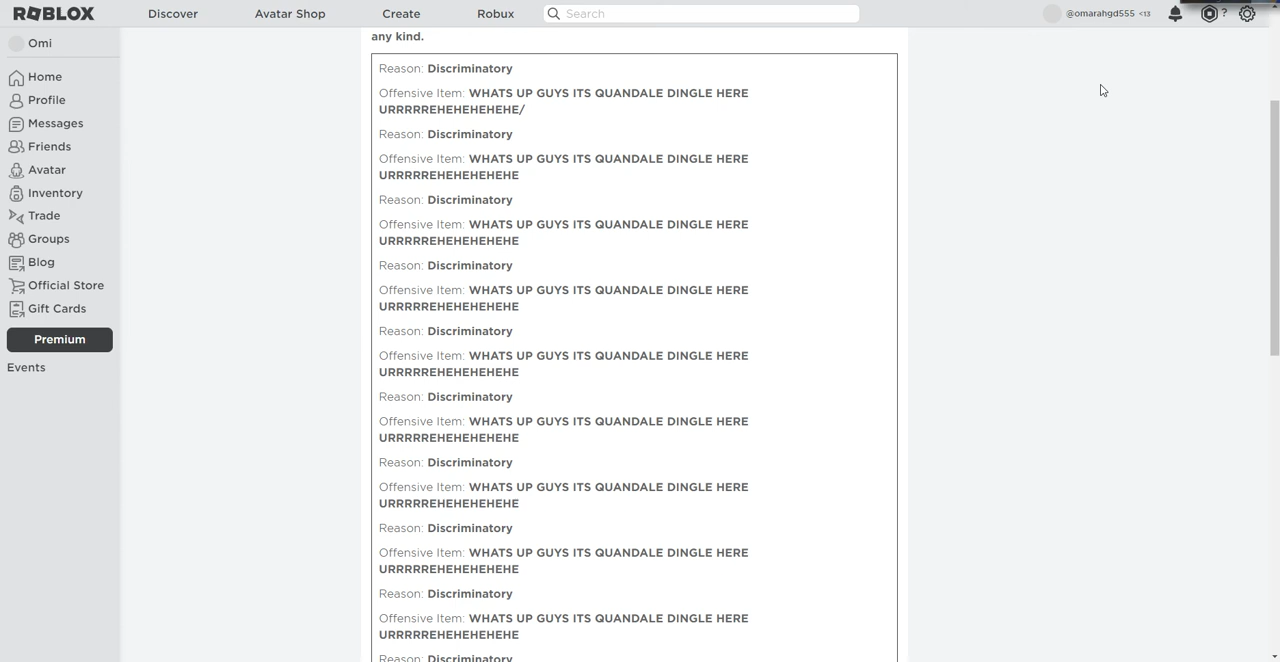 ROBLOX
Discover
Avatar Shop
Create
Robux
Search
@omarahgd555 <13
?
Omi
Home
Profile
Messages
Friends
Avatar
Inventory
Trade
Groups
Blog
Official Store
Gift Cards
Premium
Events
any kind.
Reason: Discriminatory
Offensive Item: WHATS UP GUYS ITS QUANDALE DINGLE HERE
URRRRREHEHEHEHEHE/
Reason: Discriminatory
Offensive Item: WHATS UP GUYS ITS QUANDALE DINGLE HERE
URRRRREHEHEHEHEHE
Reason: Discriminatory
Offensive Item: WHATS UP GUYS ITS QUANDALE DINGLE HERE
URRRRREHEHEHEHEHE
Reason: Discriminatory
Offensive Item: WHATS UP GUYS ITS QUANDALE DINGLE HERE
URRRRREHEHEHEHEHE
Reason: Discriminatory
Offensive Item: WHATS UP GUYS ITS QUANDALE DINGLE HERE
URRRRREHEHEHEHEHE
Reason: Discriminatory
Offensive Item: WHATS UP GUYS ITS QUANDALE DINGLE HERE
URRRRREHEHEHEHEHE
Reason: Discriminatory
Offensive Item: WHATS UP GUYS ITS QUANDALE DINGLE HERE
URRRRREHEHEHEHEHE
Reason: Discriminatory
Offensive Item: WHATS UP GUYS ITS QUANDALE DINGLE HERE
URRRRREHEHEHEHEHE
Reason: Discriminatory
Offensive Item: WHATS UP GUYS ITS QUANDALE DINGLE HERE
URRRRREHEHEHEHEHE
Reason: Discriminatory